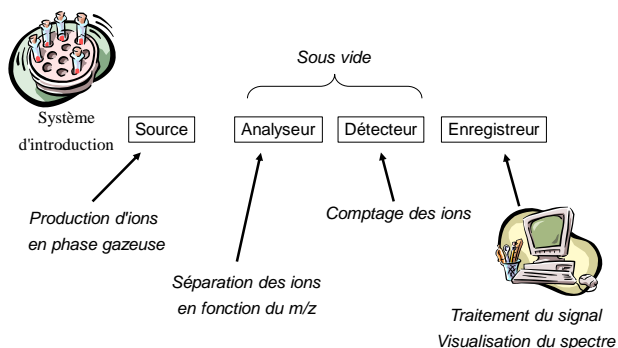 Sous vide
Système
d'introduction
Source
Analyseur
Détecteur
Enregistreur
Production d'ions
en phase gazeuse
Séparation des ions
en fonction du m/z
Comptage des ions
Traitement du signal
Visualisation du spectre